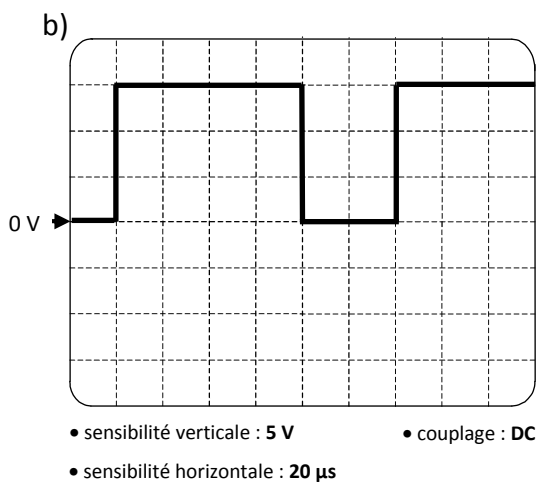 b)
0 V
• sensibilité verticale : 5 V • couplage : DC
• sensibilité horizontale : 20 µs